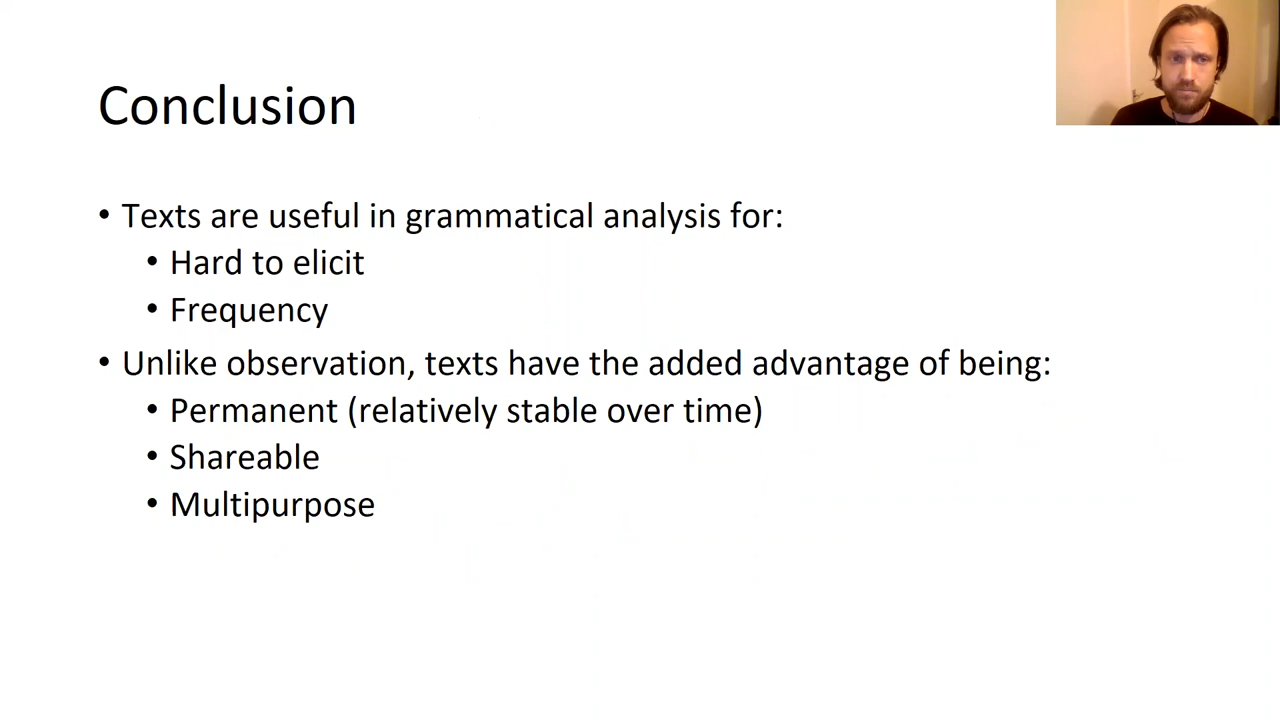 Conclusion
• Texts are useful in grammatical analysis for:
• Hard to elicit
• Frequency
• Unlike observation, texts have the added advantage of being:
• Permanent (relatively stable over time)
• Shareable
• Multipurpose